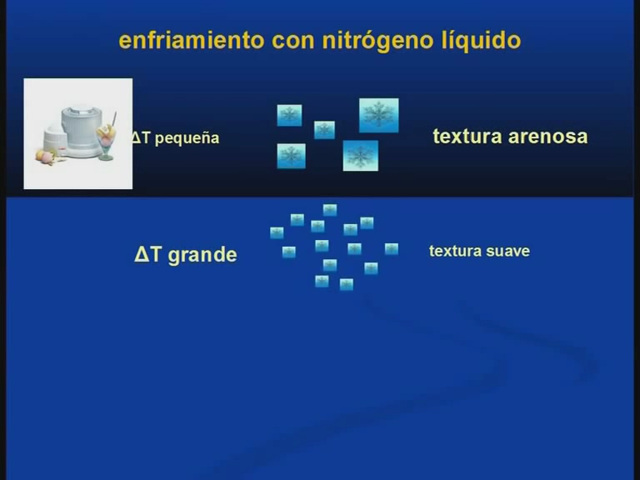 enfriamiento con nitrógeno líquido
ΔT pequeña
textura arenosa
ΔT grande
textura suave